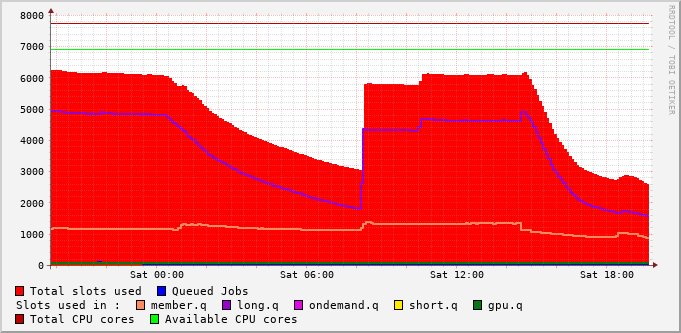 8000
7000
6000
5000
4000
3000
2000
1000
0
Sat 00:00 Sat 06:00 Sat 12:00 Sat 18:00
Total slots used Queued Jobs
Slots used in : member.q long.q ondemand.q short.q gpu.q
Total CPU cores Available CPU cores
RRDTOOL / TOBI OETIKER